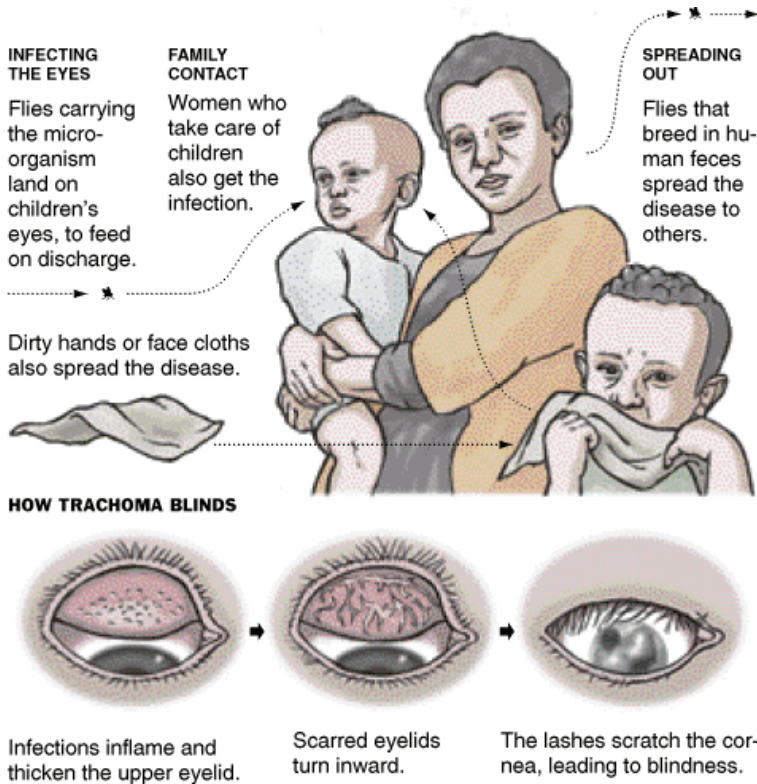 INFECTING
THE EYES
Flies carrying
the micro-
organism
land on
children's
eyes, to feed
on discharge.
FAMILY
CONTACT
Women who
take care of
children
also get the
infection.
SPREADING
OUT
Flies that
breed in hu-
man feces
spread the
disease to
others.
Dirty hands or face cloths
also spread the disease.
HOW TRACHOMA BLINDS
Infections inflame and
thicken the upper eyelid.
Scarred eyelids
turn inward.
The lashes scratch the cor-
nea, leading to blindness.